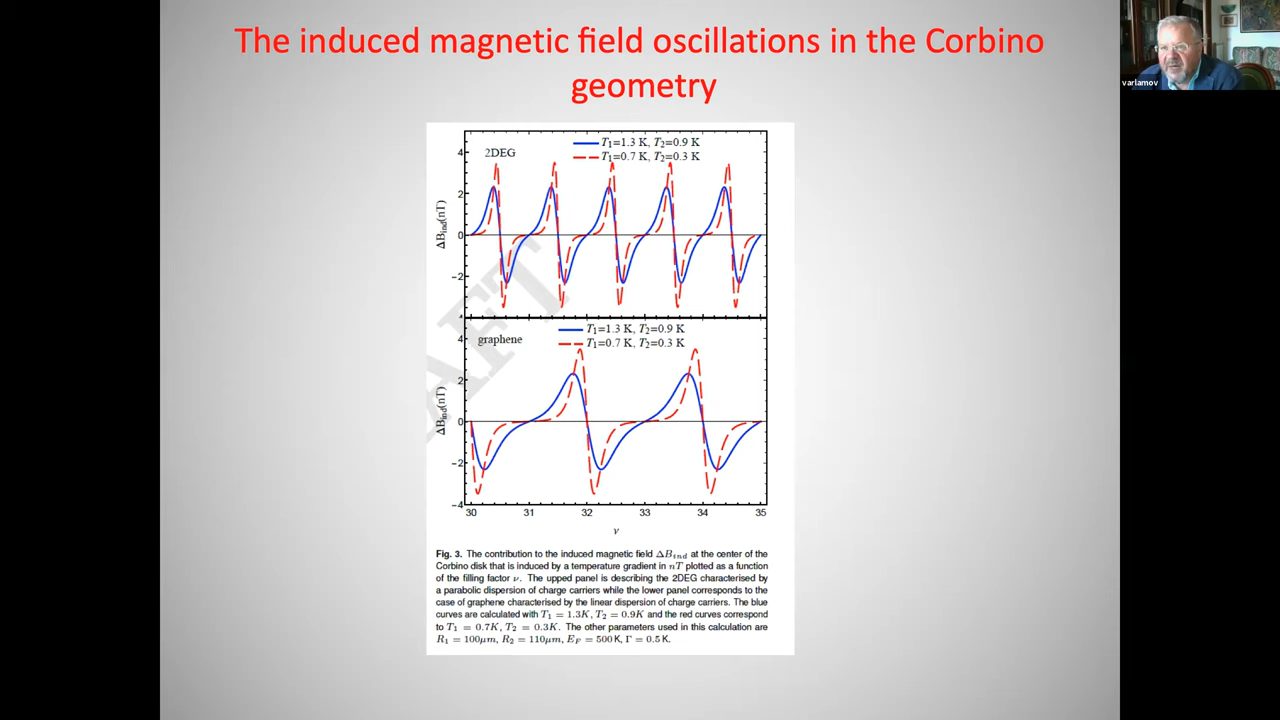 The induced magnetic field oscillations in the Corbino
geometry
varlamov
2DEG
T1=1.3 K, T2=0.9 K
T1=0.7 K, T2=0.3 K
4
2
0
−2
ΔBind(nT)
graphene
T1=1.3 K, T2=0.9 K
T1=0.7 K, T2=0.3 K
4
2
0
−2
−4
ΔBind(nT)
30 31 32 33 34 35
ν
AFT
Fig. 3. The contribution to the induced magnetic field ΔBind at the center of the
Corbino disk that is induced by a temperature gradient in nT plotted as a function
of the filling factor ν. The upped panel is describing the 2DEG characterised by
a parabolic dispersion of charge carriers while the lower panel corresponds to the
case of graphene characterised by the linear dispersion of charge carriers. The blue
curves are calculated with T1 = 1.3K, T2 = 0.9K and the red curves correspond
to T1 = 0.7K, T2 = 0.3K. The other parameters used in this calculation are
R1 = 100μm, R2 = 110μm, EF = 500 K, Γ = 0.5 K.